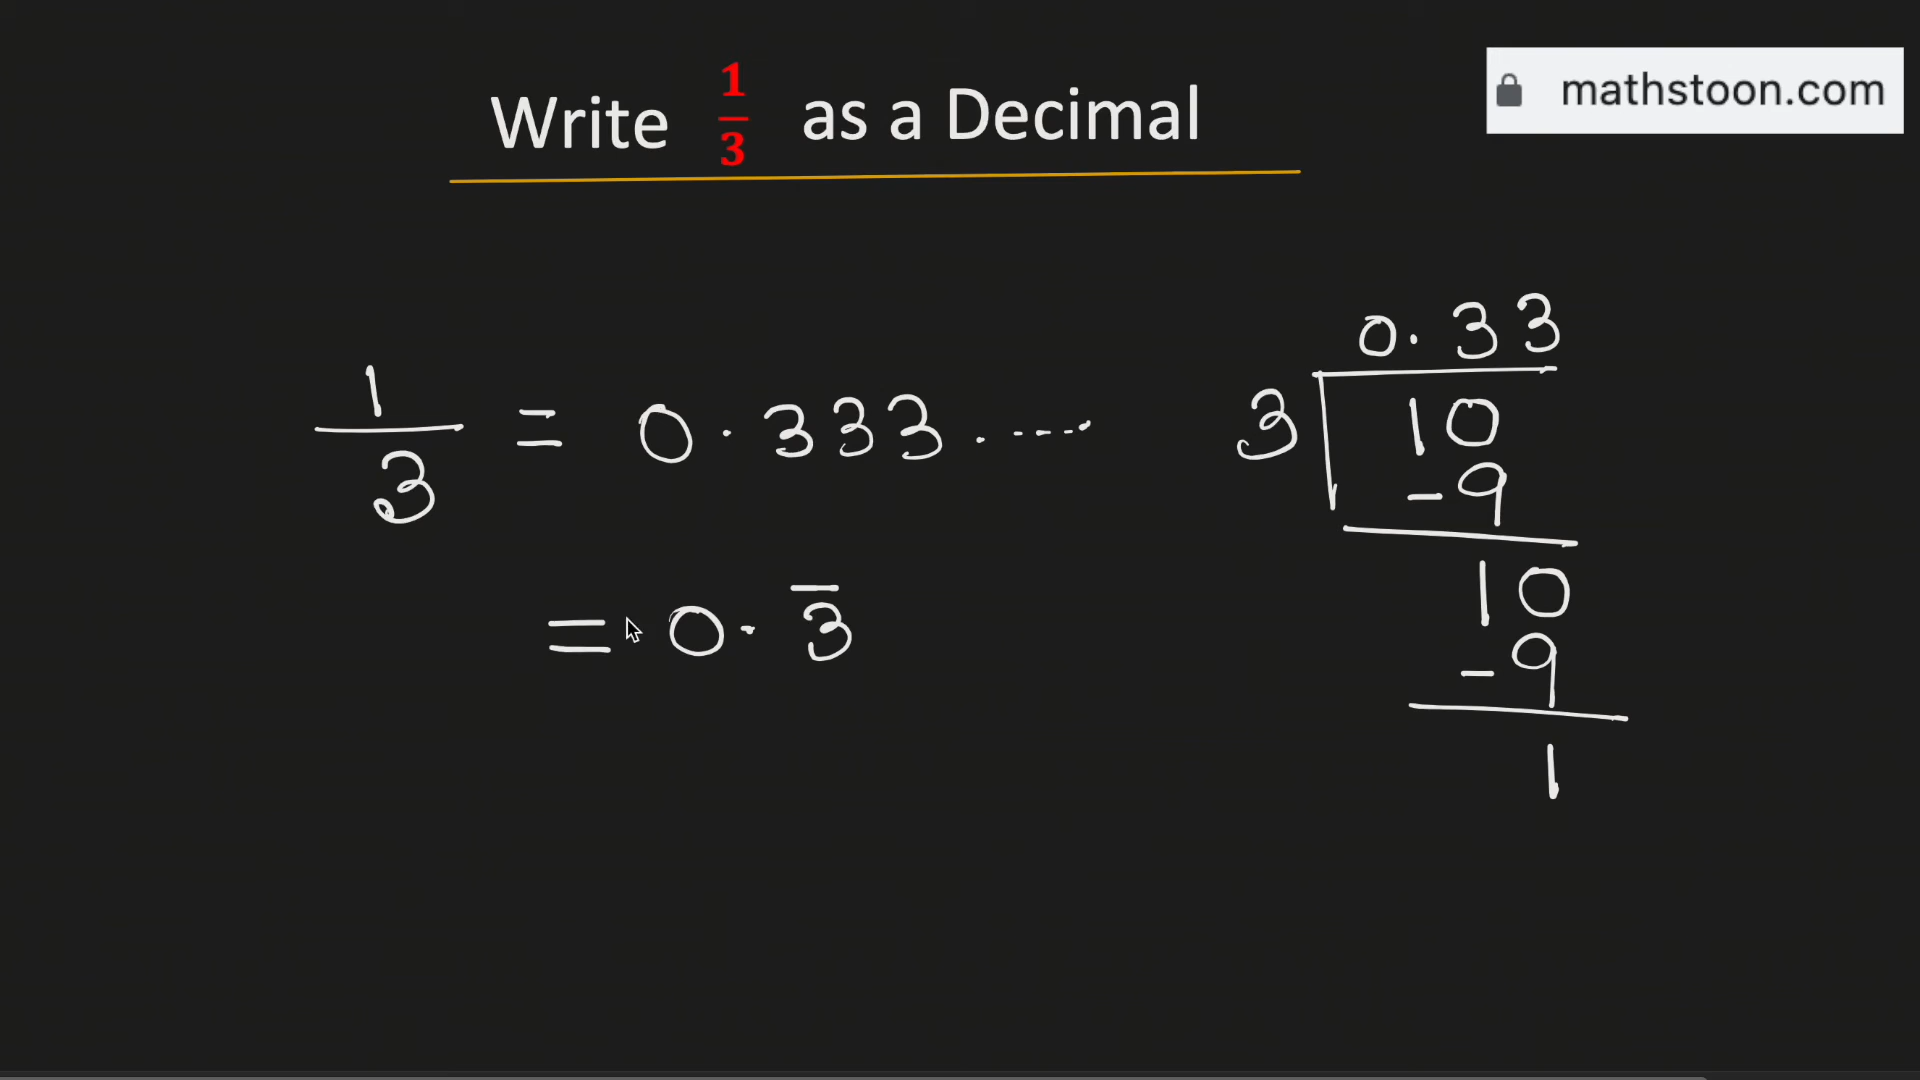 Write 1/3 as a Decimal
mathstoon.com
1/3 = 0.333.....
= 0.3̅
0.33
3 10
-9
10
-9
1